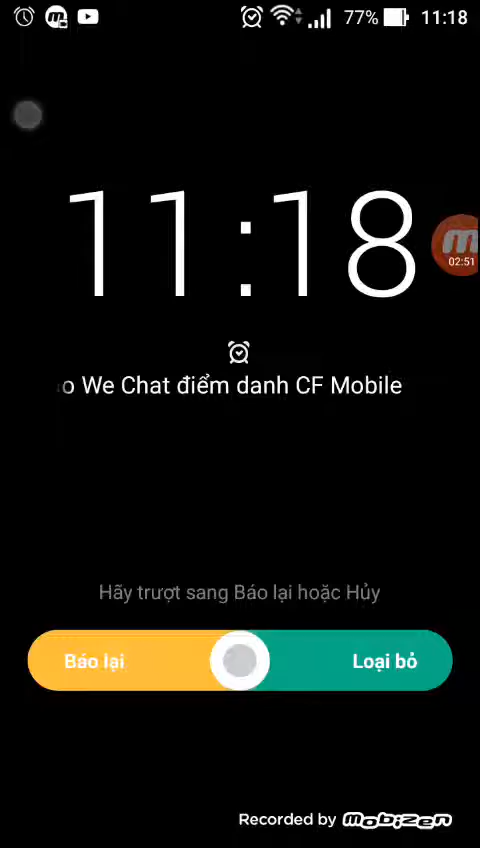 77% 11:18
11:18
02:51
o We Chat điểm danh CF Mobile
Hãy trượt sang Báo lại hoặc Hủy
Báo lại
Loại bỏ
Recorded by Mobizen